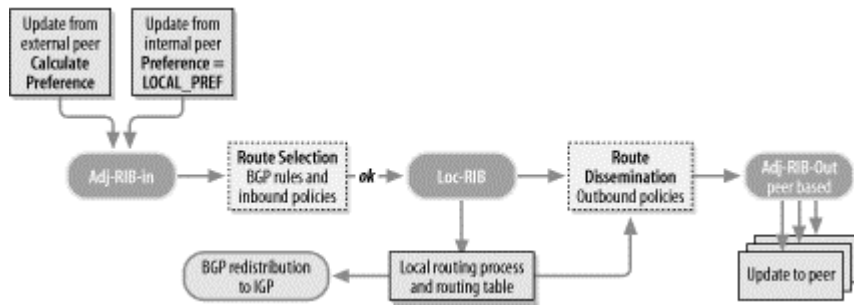 Update from
external peer
Calculate
Preference
Update from
internal peer
Preference =
LOCAL_PREF
Adj-RIB-in
Route Selection
BGP rules and
inbound policies
ok
Loc-RIB
Route
Dissemination
Outbound policies
Adj-RIB-Out
peer based
BGP redistribution
to IGP
Local routing process
and routing table
Update to peer